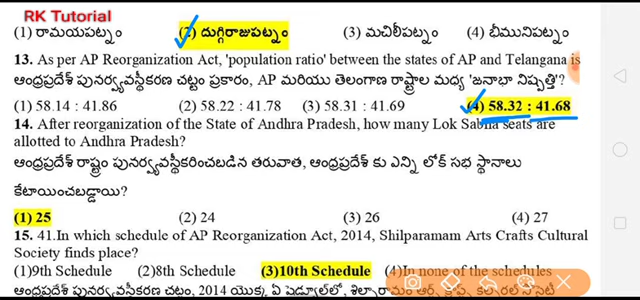 RK Tutorial
(1) రామయపట్నం (2) దుగ్గిరాజుపట్నం (3) మచిలీపట్నం (4) భీమునిపట్నం
13. As per AP Reorganization Act, 'population ratio' between the states of AP and Telangana is
ఆంధ్రప్రదేశ్ పునర్వ్యవస్థీకరణ చట్టం ప్రకారం, AP మరియు తెలంగాణ రాష్ట్రాల మధ్య 'జనాభా నిష్పత్తి'?
(1) 58.14 : 41.86 (2) 58.22 : 41.78 (3) 58.31 : 41.69 (4) 58.32 : 41.68
14. After reorganization of the State of Andhra Pradesh, how many Lok Sabha seats are
allotted to Andhra Pradesh?
ఆంధ్రప్రదేశ్ రాష్ట్రం పునర్వ్యవస్థీకరించబడిన తరువాత, ఆంధ్రప్రదేశ్ కు ఎన్ని లోక్ సభ స్థానాలు
కేటాయించబడ్డాయి?
(1) 25 (2) 24 (3) 26 (4) 27
15. 41.In which schedule of AP Reorganization Act, 2014, Shilparamam Arts Crafts Cultural
Society finds place?
(1)9th Schedule (2)8th Schedule (3)10th Schedule (4)In none of the schedules
ఆంధ్రప్రదేశ్ పునర్వ్యవస్థీకరణ చట్టం, 2014 యొక్క ఏ షెడ్యూల్‌లో, శిల్పారామం